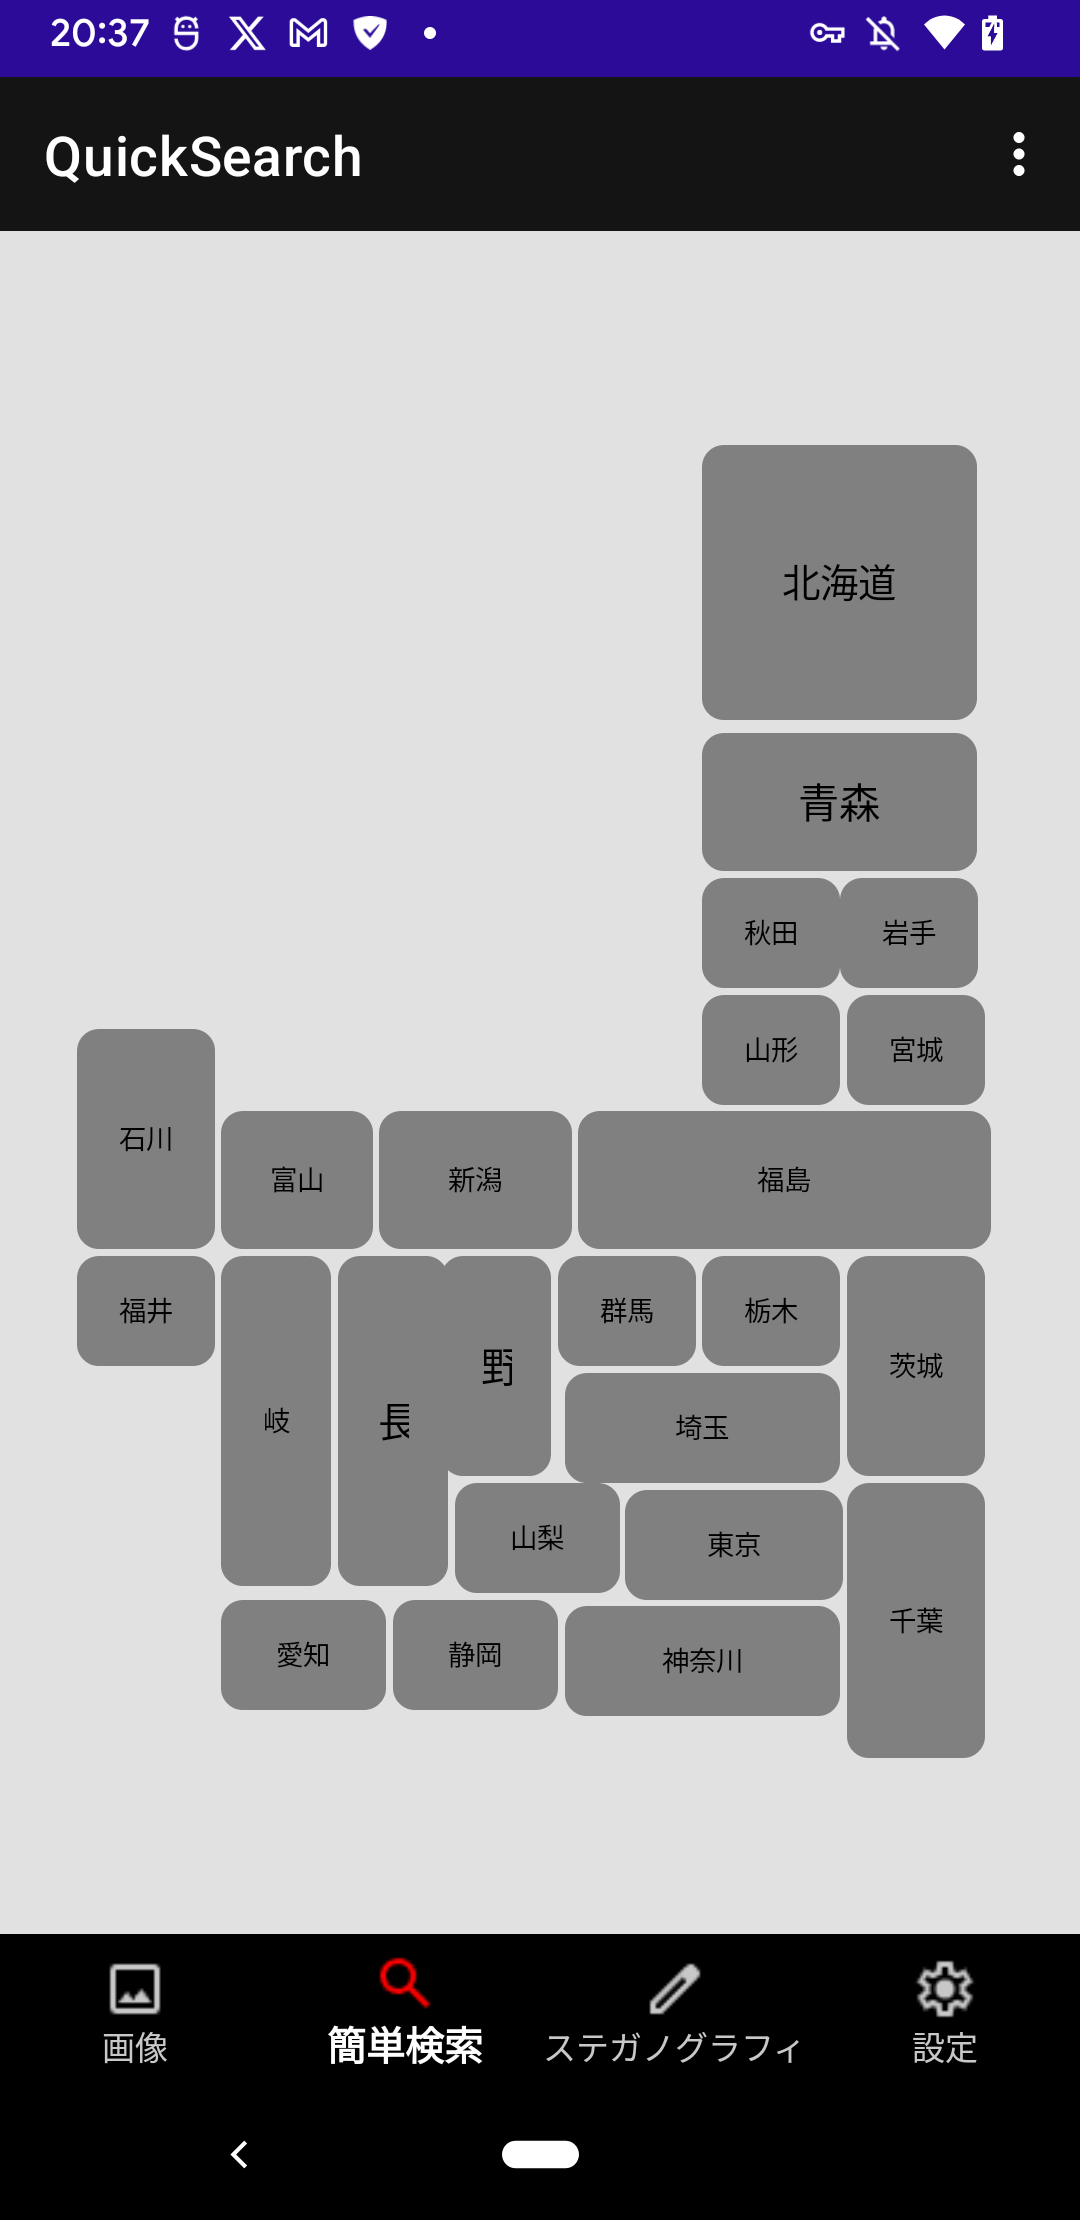 20:37
QuickSearch
北海道
青森
秋田 岩手
山形 宮城
石川
富山 新潟 福島
福井
群馬 栃木
茨城
岐
長
野
埼玉
山梨 東京
千葉
愛知 静岡 神奈川
画像 簡単検索 ステガノグラフィ 設定